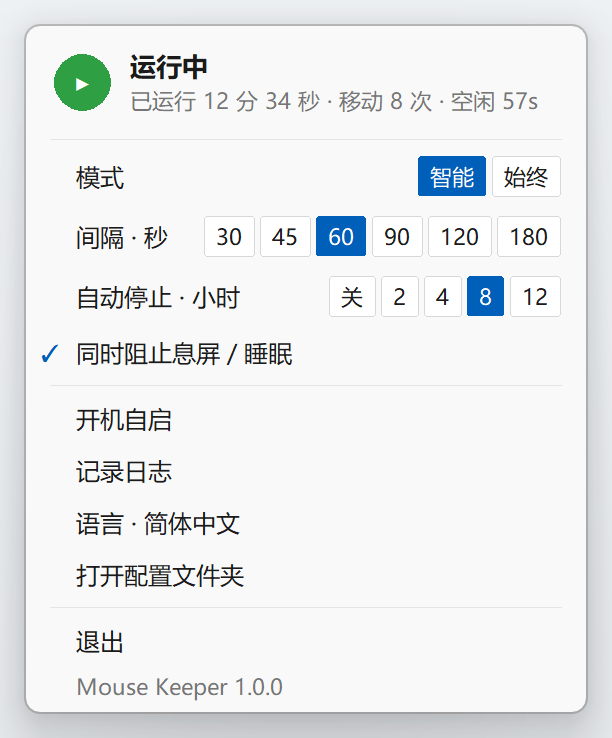 运行中
已运行 12 分 34 秒 · 移动 8 次 · 空闲 57s
模式 智能 始终
间隔 · 秒 30 45 60 90 120 180
自动停止 · 小时 关 2 4 8 12
✓ 同时阻止息屏 / 睡眠
开机自启
记录日志
语言 · 简体中文
打开配置文件夹
退出
Mouse Keeper 1.0.0